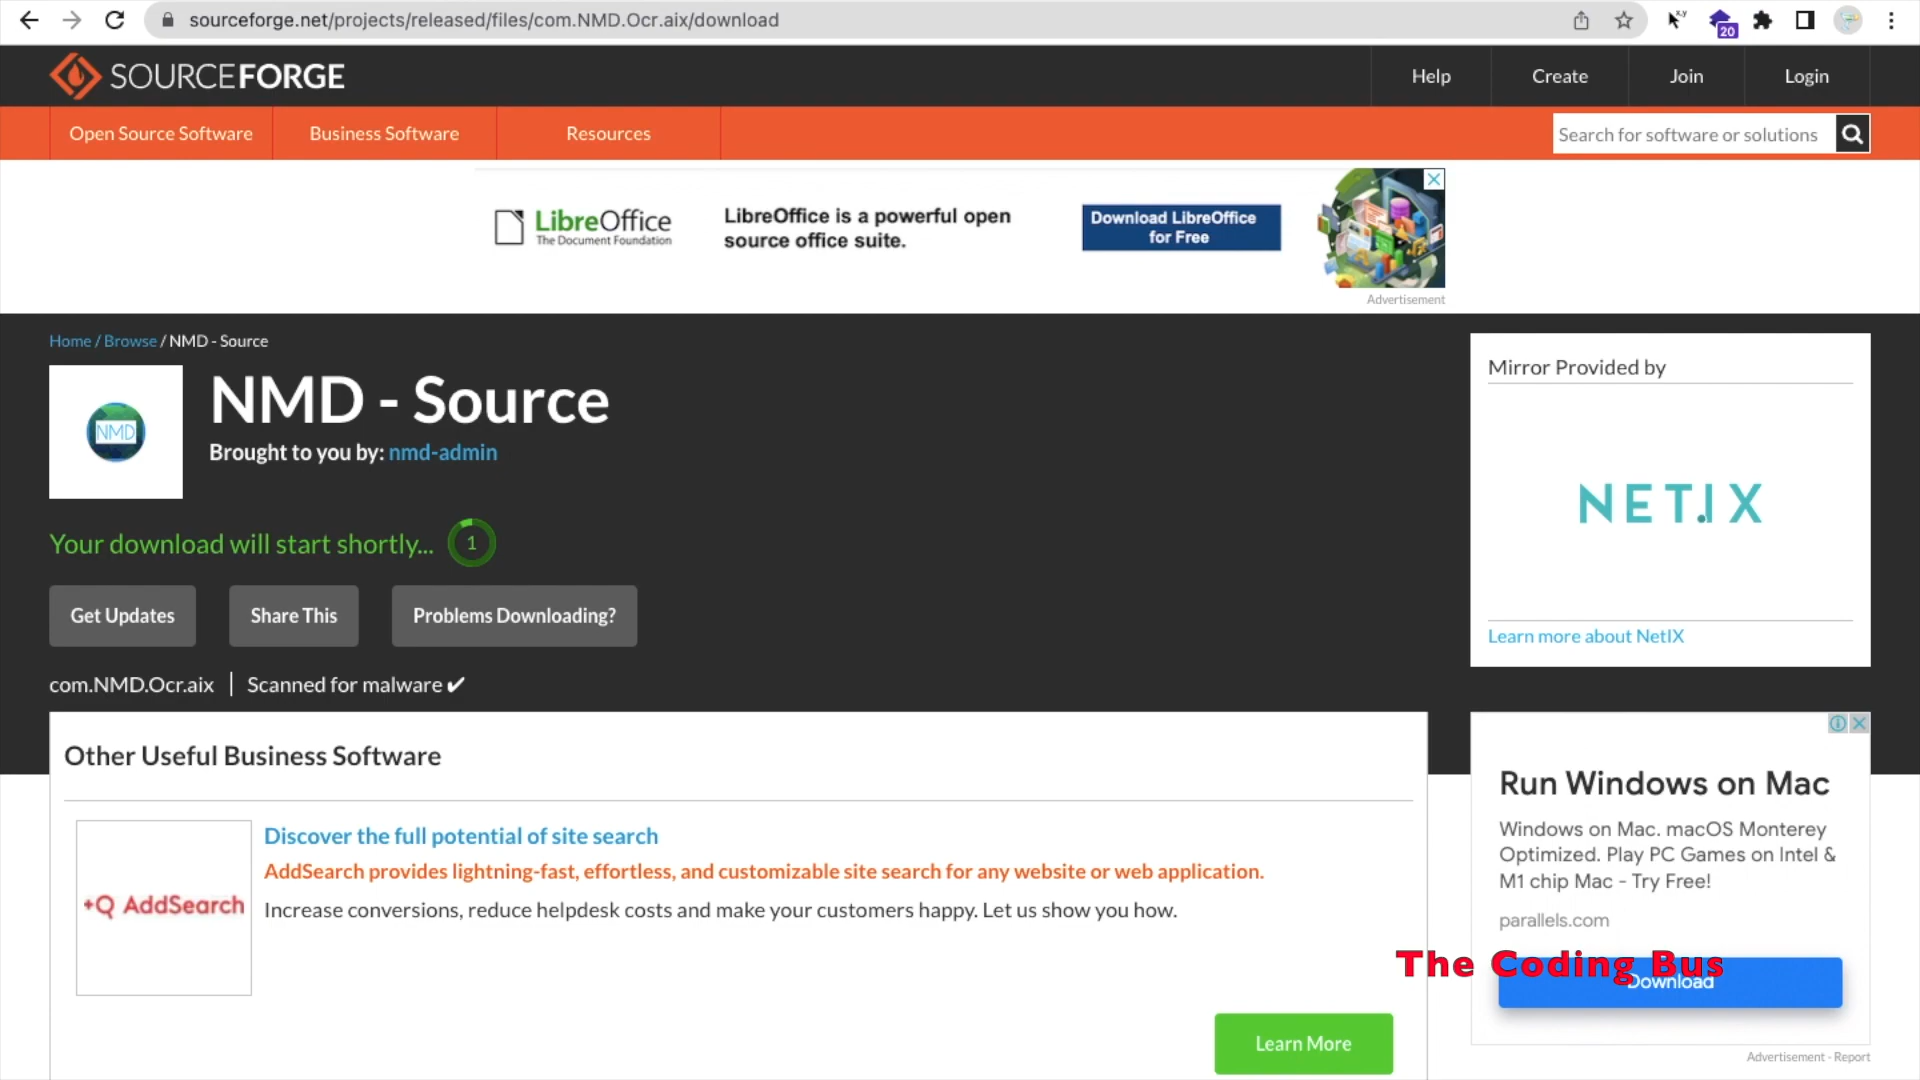 sourceforge.net/projects/released/files/com.NMD.Ocr.aix/download
x,y
20
SOURCEFORGE
Help
Create
Join
Login
Open Source Software
Business Software
Resources
Search for software or solutions
LibreOffice
The Document Foundation
LibreOffice is a powerful open
source office suite.
Download LibreOffice
for Free
Advertisement
Home / Browse / NMD - Source
NMD
NMD - Source
Brought to you by: nmd-admin
Your download will start shortly... 1
Get Updates
Share This
Problems Downloading?
com.NMD.Ocr.aix | Scanned for malware ✔
Mirror Provided by
NETIX
Learn more about NetIX
Other Useful Business Software
AddSearch
Discover the full potential of site search
AddSearch provides lightning-fast, effortless, and customizable site search for any website or web application.
Increase conversions, reduce helpdesk costs and make your customers happy. Let us show you how.
Learn More
Run Windows on Mac
Windows on Mac. macOS Monterey
Optimized. Play PC Games on Intel &
M1 chip Mac - Try Free!
parallels.com
The Coding Bus
Download
Advertisement - Report